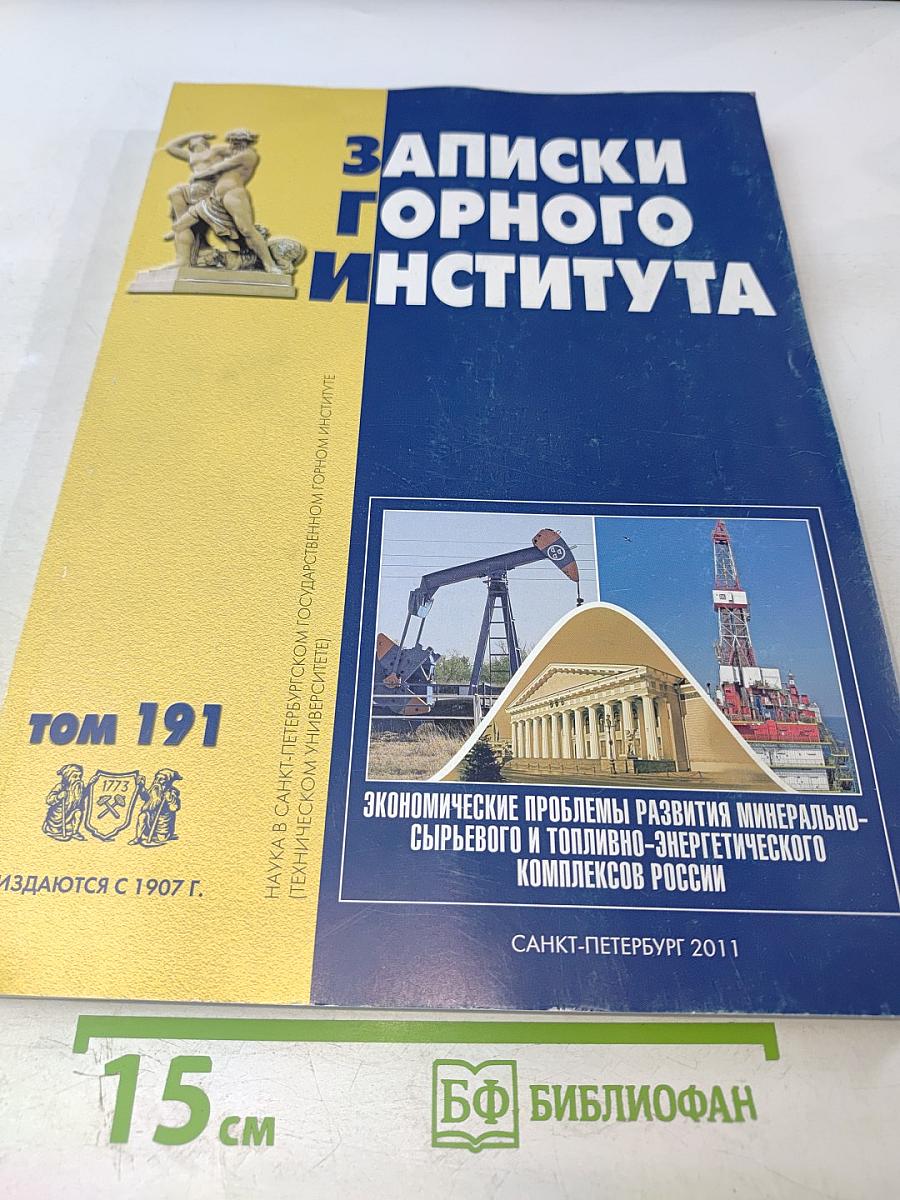 ЗАПИСКИ
ГОРНОГО
ИНСТИТУТА
НАУКА В САНКТ-ПЕТЕРБУРГСКОМ ГОСУДАРСТВЕННОМ ГОРНОМ ИНСТИТУТЕ
(ТЕХНИЧЕСКОМ УНИВЕРСИТЕТЕ)
ТОМ 191
1773
ИЗДАЮТСЯ С 1907 Г.
ЭКОНОМИЧЕСКИЕ ПРОБЛЕМЫ РАЗВИТИЯ МИНЕРАЛЬНО-
СЫРЬЕВОГО И ТОПЛИВНО-ЭНЕРГЕТИЧЕСКОГО
КОМПЛЕКСОВ РОССИИ
САНКТ-ПЕТЕРБУРГ 2011
15 см
БФ БИБЛИОФАН